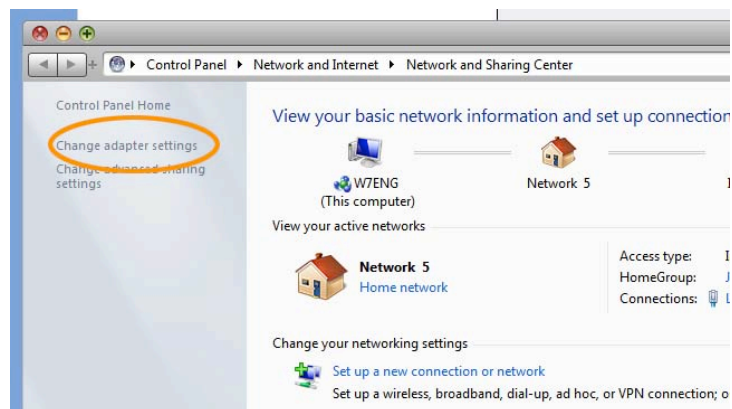 Control Panel Network and Internet Network and Sharing Center
Control Panel Home
Change adapter settings
Change advanced sharing
settings
View your basic network information and set up connection
W7ENG
(This computer)
Network 5
View your active networks
Network 5
Home network
Access type:
HomeGroup:
Connections:
Change your networking settings
Set up a new connection or network
Set up a wireless, broadband, dial-up, ad hoc, or VPN connection; o